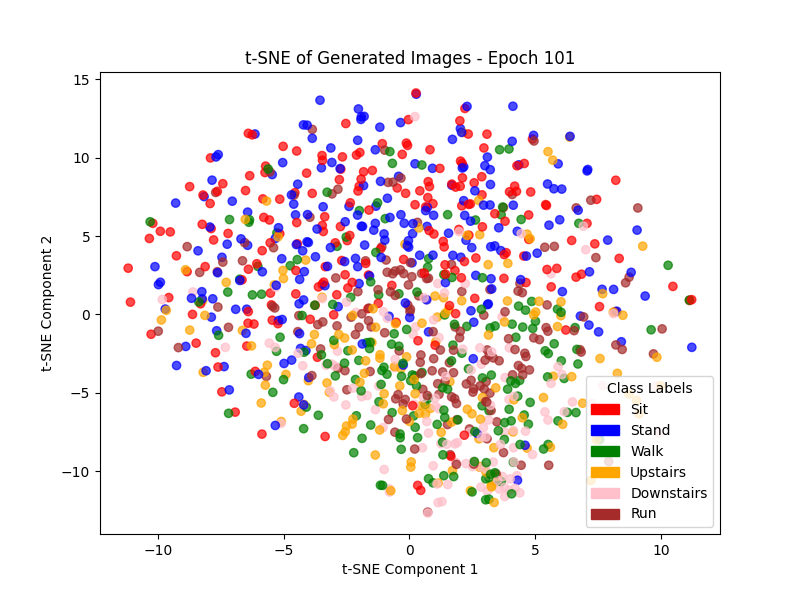 t-SNE of Generated Images - Epoch 101
15
10
5
0
−5
−10
t-SNE Component 2
−10
−5
0
5
10
t-SNE Component 1
Class Labels
Sit
Stand
Walk
Upstairs
Downstairs
Run